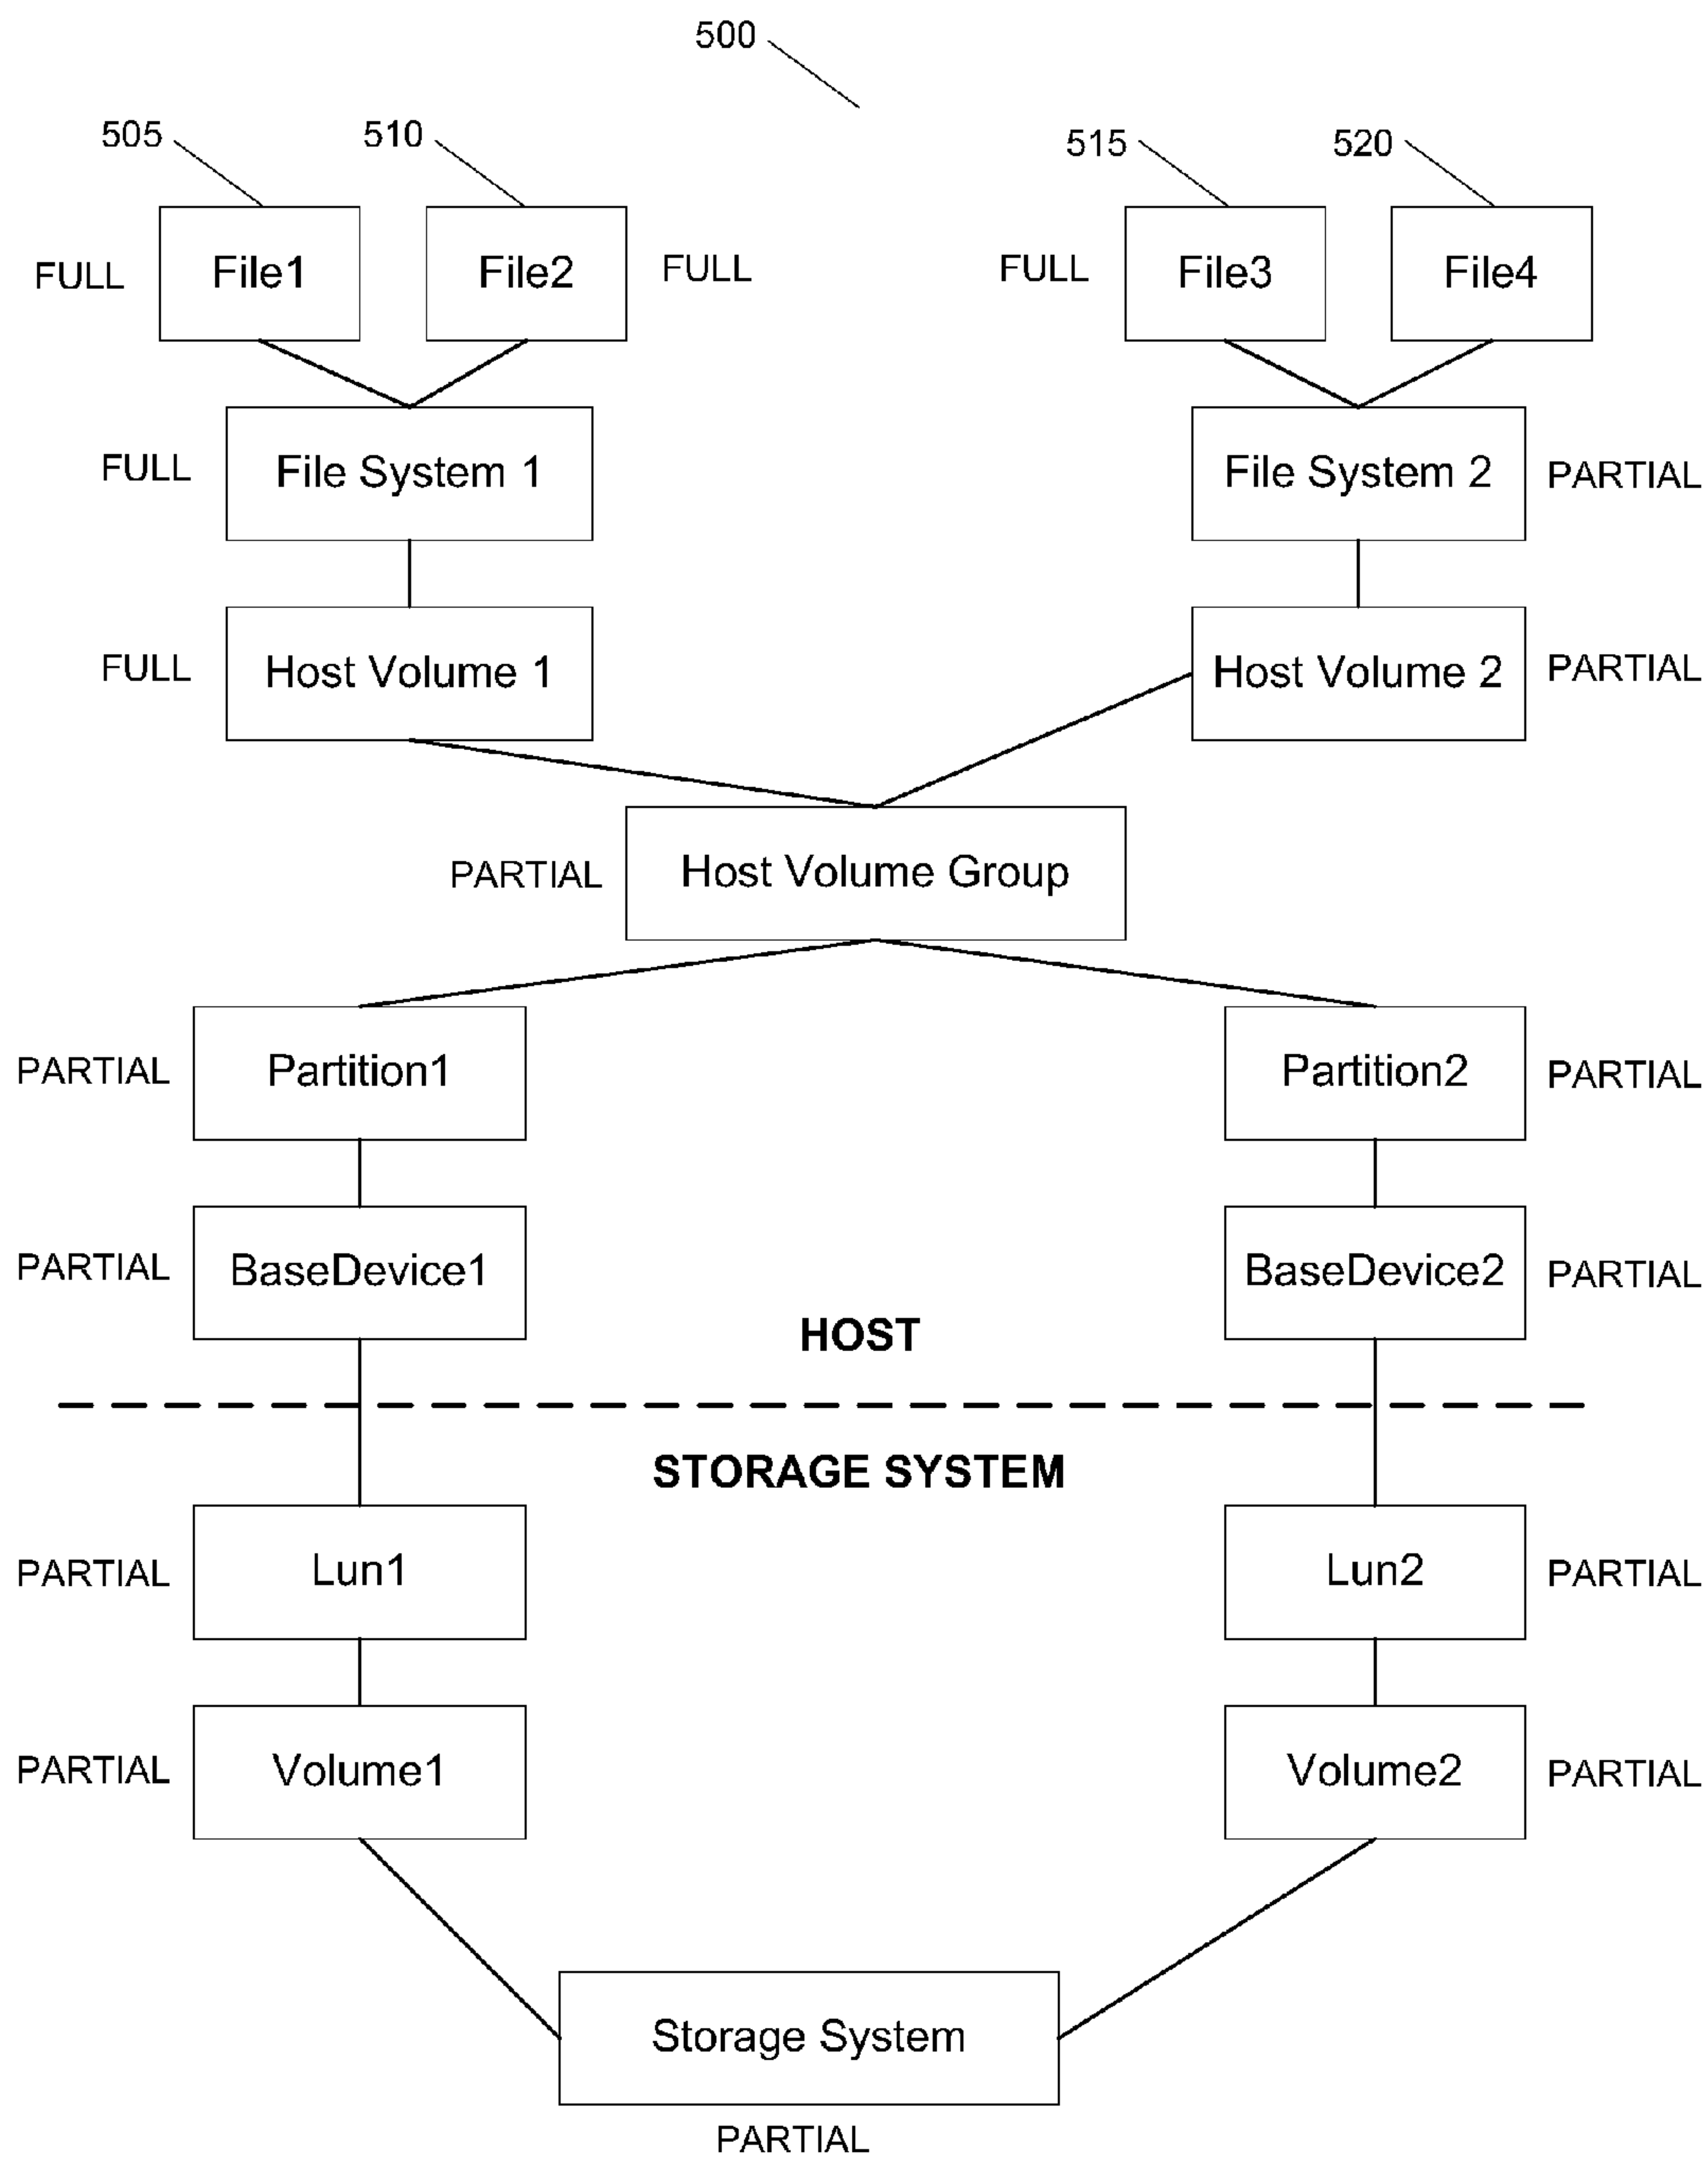 500
505
510
515
520
FULL
File1
File2
FULL
FULL
File3
File4
FULL
File System 1
File System 2
PARTIAL
FULL
Host Volume 1
Host Volume 2
PARTIAL
PARTIAL
Host Volume Group
PARTIAL
Partition1
Partition2
PARTIAL
PARTIAL
BaseDevice1
BaseDevice2
PARTIAL
HOST
STORAGE SYSTEM
PARTIAL
Lun1
Lun2
PARTIAL
PARTIAL
Volume1
Volume2
PARTIAL
Storage System
PARTIAL